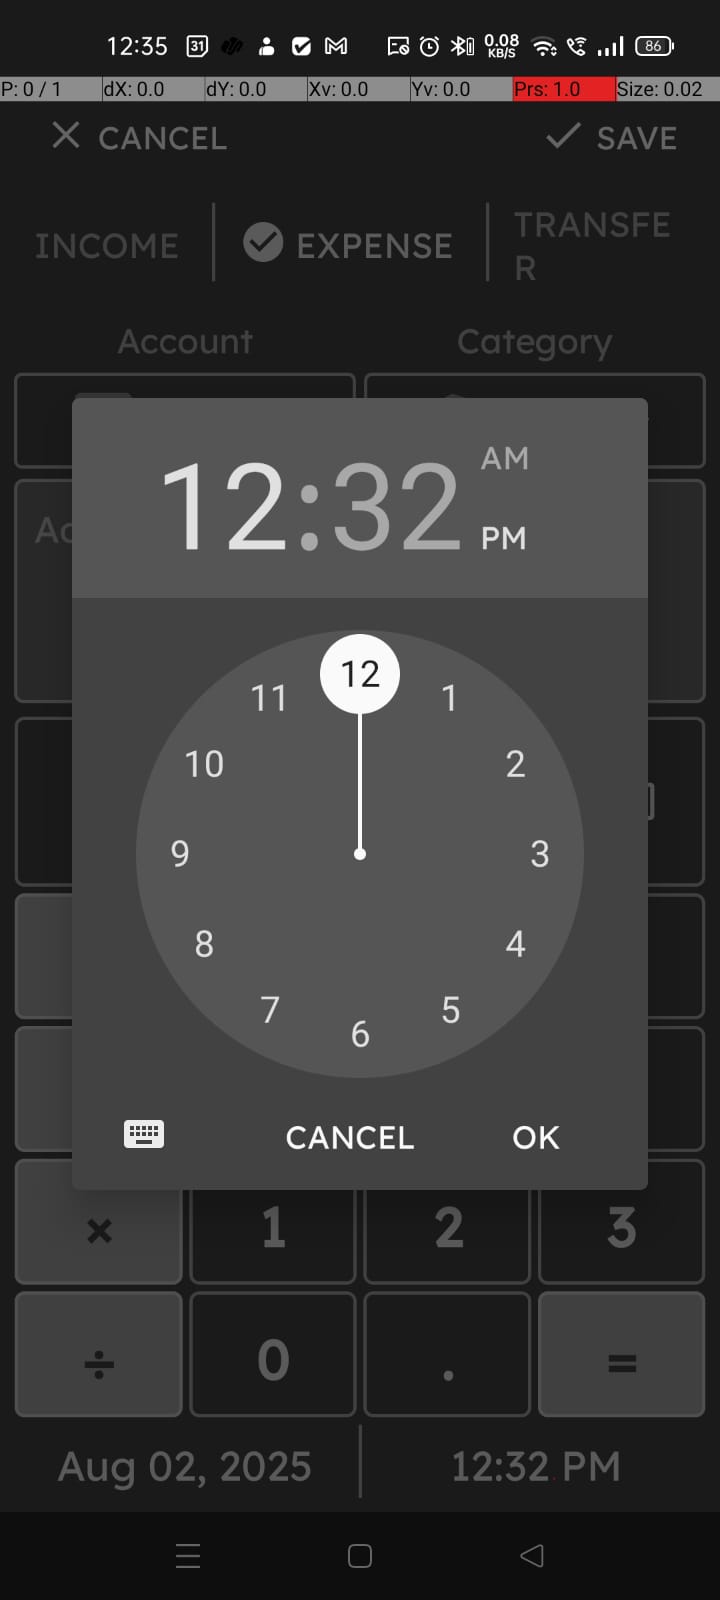 12:35 31 0.08 KB/S 86
P: 0 / 1 dX: 0.0 dY: 0.0 Xv: 0.0 Yv: 0.0 Prs: 1.0 Size: 0.02
CANCEL SAVE
INCOME EXPENSE TRANSFE
R
Account Category
12:32 AM
PM
Ac
12
11 1
10 2
9 3
8 4
7 5
6
CANCEL OK
× 1 2 3
÷ 0 . =
Aug 02, 2025 12:32 PM